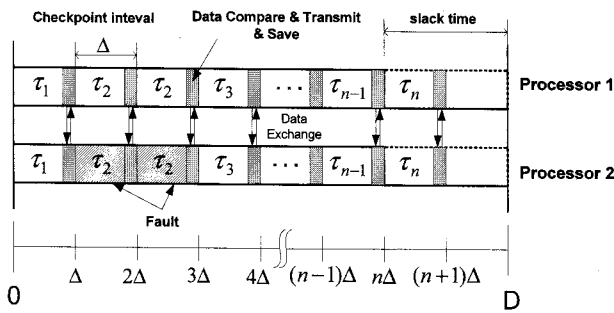 Checkpoint inteval
Data Compare & Transmit
& Save
slack time
Δ
τ1 τ2 τ2 τ3 ··· τn−1 τn
Processor 1
Data
Exchange
τ1 τ2 τ2 τ3 ··· τn−1 τn
Processor 2
Fault
Δ 2Δ 3Δ 4Δ (n−1)Δ nΔ (n+1)Δ
0 D